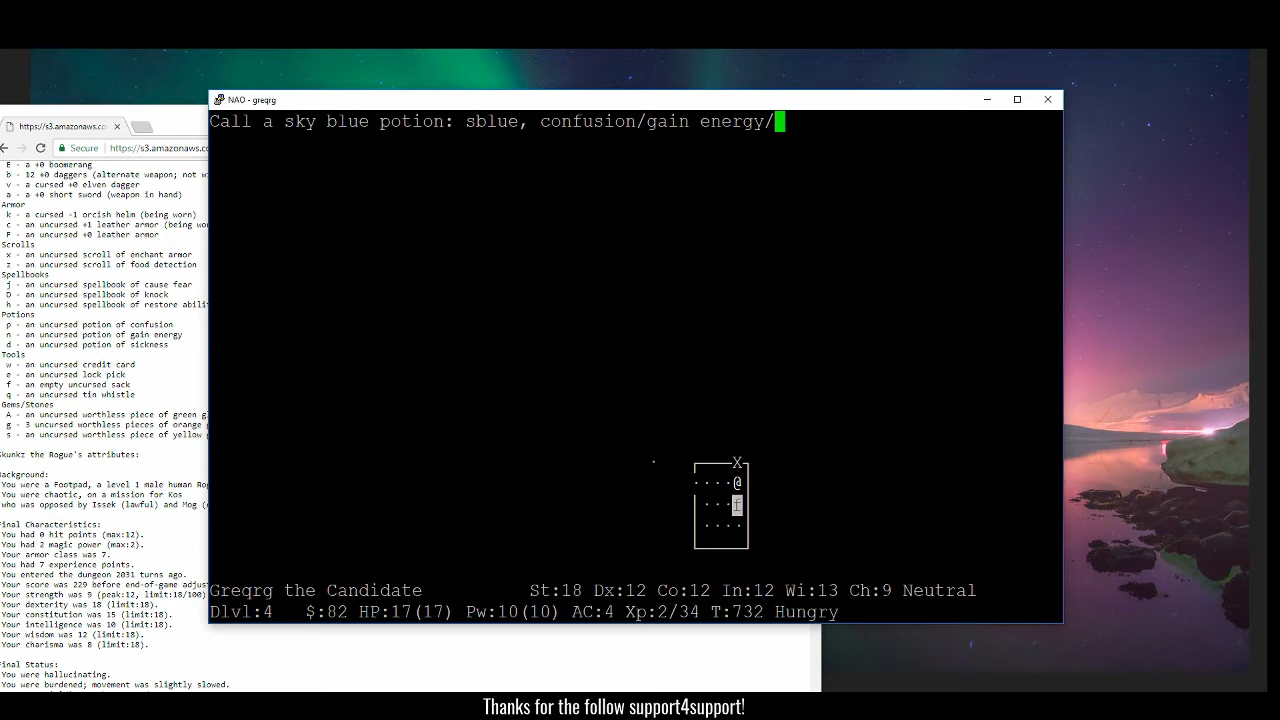 NAO - greqrg
Call a sky blue potion: sblue, confusion/gain energy/
X
····@
···f
····
Greqrg the Candidate St:18 Dx:12 Co:12 In:12 Wi:13 Ch:9 Neutral
Dlvl:4 $:82 HP:17(17) Pw:10(10) AC:4 Xp:2/34 T:732 Hungry
https://s3.amazonaws
Secure https://s3.amazonaws.
E - a +0 boomerang
b - 12 +0 daggers (alternate weapon; not
v - a cursed +0 elven dagger
a - a +0 short sword (weapon in hand)
Armor
k - a cursed -1 orcish helm (being worn)
c - an uncursed +1 leather armor (being
F - an uncursed +0 leather armor
Scrolls
x - an uncursed scroll of enchant armor
z - an uncursed scroll of food detection
Spellbooks
j - an uncursed spellbook of cause fear
D - an uncursed spellbook of knock
h - an uncursed spellbook of restore
Potions
p - an uncursed potion of confusion
n - an uncursed potion of gain energy
d - an uncursed potion of sickness
Tools
w - an uncursed credit card
e - an uncursed lock pick
f - an empty uncursed sack
q - an uncursed tin whistle
Gems/Stones
A - an uncursed worthless piece of green
g - 3 uncursed worthless pieces of orange
s - an uncursed worthless piece of yellow
Skunkz the Rogue's attributes:
Background:
You were a Footpad, a level 1 male human
You were chaotic, on a mission for Kos
who was opposed by Issek (lawful) and Mog
Final Characteristics:
You had 0 hit points (max:12).
You had 2 magic power (max:2).
Your armor class was 7.
You had 7 experience points.
You entered the dungeon 2031 turns ago.
Your score was 229 before end-of-game
Your strength was 9 (peak:12, limit:18/100)
Your dexterity was 18 (limit:18).
Your constitution was 15 (limit:18).
Your intelligence was 10 (limit:18).
Your wisdom was 12 (limit:18).
Your charisma was 8 (limit:18).
Final Status:
You were hallucinating.
You were burdened; movement was slightly slowed.
Thanks for the follow support4support!